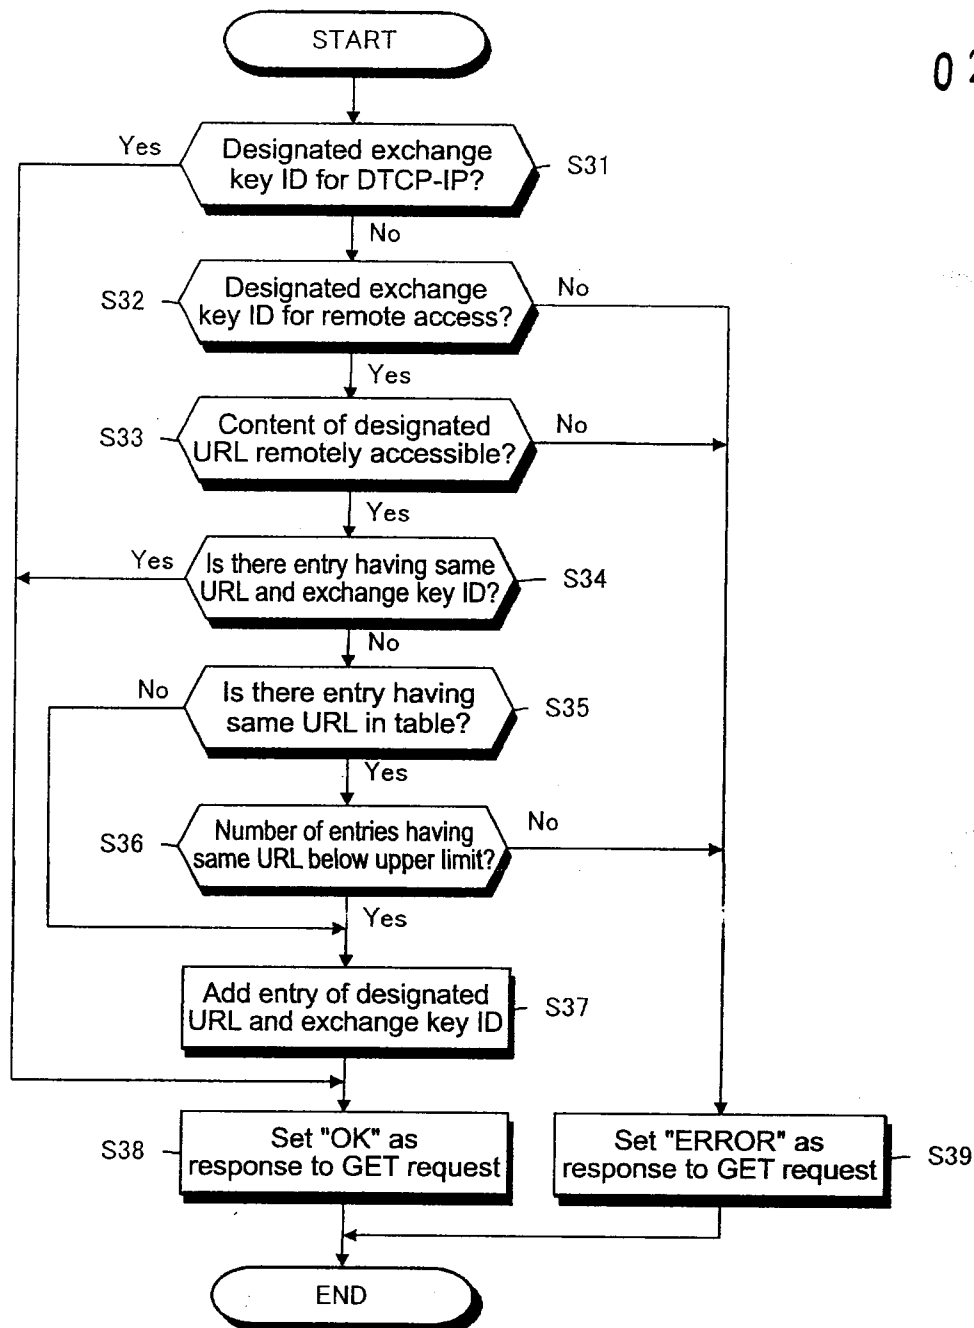 START
0 2
Yes
Designated exchange
key ID for DTCP-IP?
S31
No
S32
Designated exchange
key ID for remote access?
No
Yes
S33
Content of designated
URL remotely accessible?
No
Yes
Yes
Is there entry having same
URL and exchange key ID?
S34
No
No
Is there entry having
same URL in table?
S35
Yes
S36
Number of entries having
same URL below upper limit?
No
Yes
Add entry of designated
URL and exchange key ID
S37
S38
Set "OK" as
response to GET request
Set "ERROR" as
response to GET request
S39
END